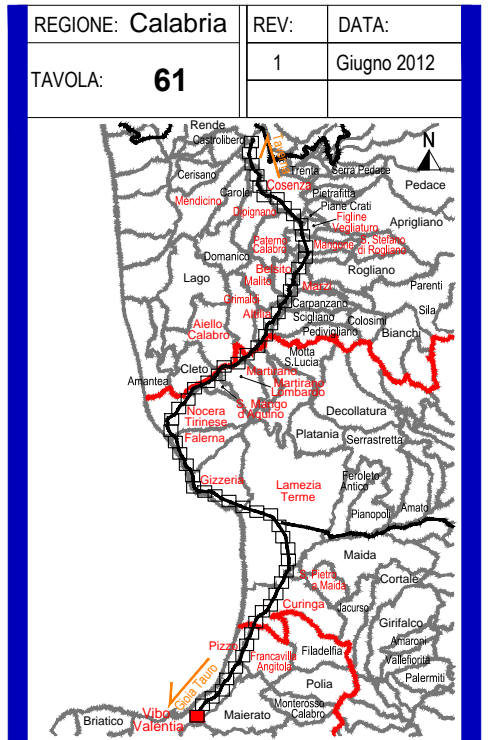 REGIONE: Calabria
REV:
DATA:
TAVOLA: 61
1
Giugno 2012
N
Rende
Castrolibero
Taranto
Trenta
Serra Pedace
Cerisano
Cosenza
Pedace
Mendicino
Carolei
Pietrafitta
Piane Crati
Dipignano
Figline
Vegliaturo
Aprigliano
Paterno
Calabro
Mangone
S. Stefano
di Rogliano
Domanico
Belsito
Rogliano
Lago
Malito
Marzi
Parenti
Grimaldi
Carpanzano
Sila
Altilia
Scigliano
Colosimi
Aiello
Calabro
Pedivigliano
Bianchi
Motta
S.Lucia
Cleto
Martirano
Amantea
Martirano
Lombardo
S. Mango
d'Aquino
Nocera
Tirinese
Decollatura
Falerna
Platania
Serrastretta
Gizzeria
Lamezia
Terme
Feroleto
Antico
Pianopoli
Amato
Maida
S. Pietro
a Maida
Cortale
Curinga
Jacurso
Girifalco
Pizzo
Amaroni
Francavilla
Angitola
Filadelfia
Vallefiorita
Gioia Tauro
Polia
Palermiti
Vibo
Valentia
Briatico
Maierato
Monterosso
Calabro